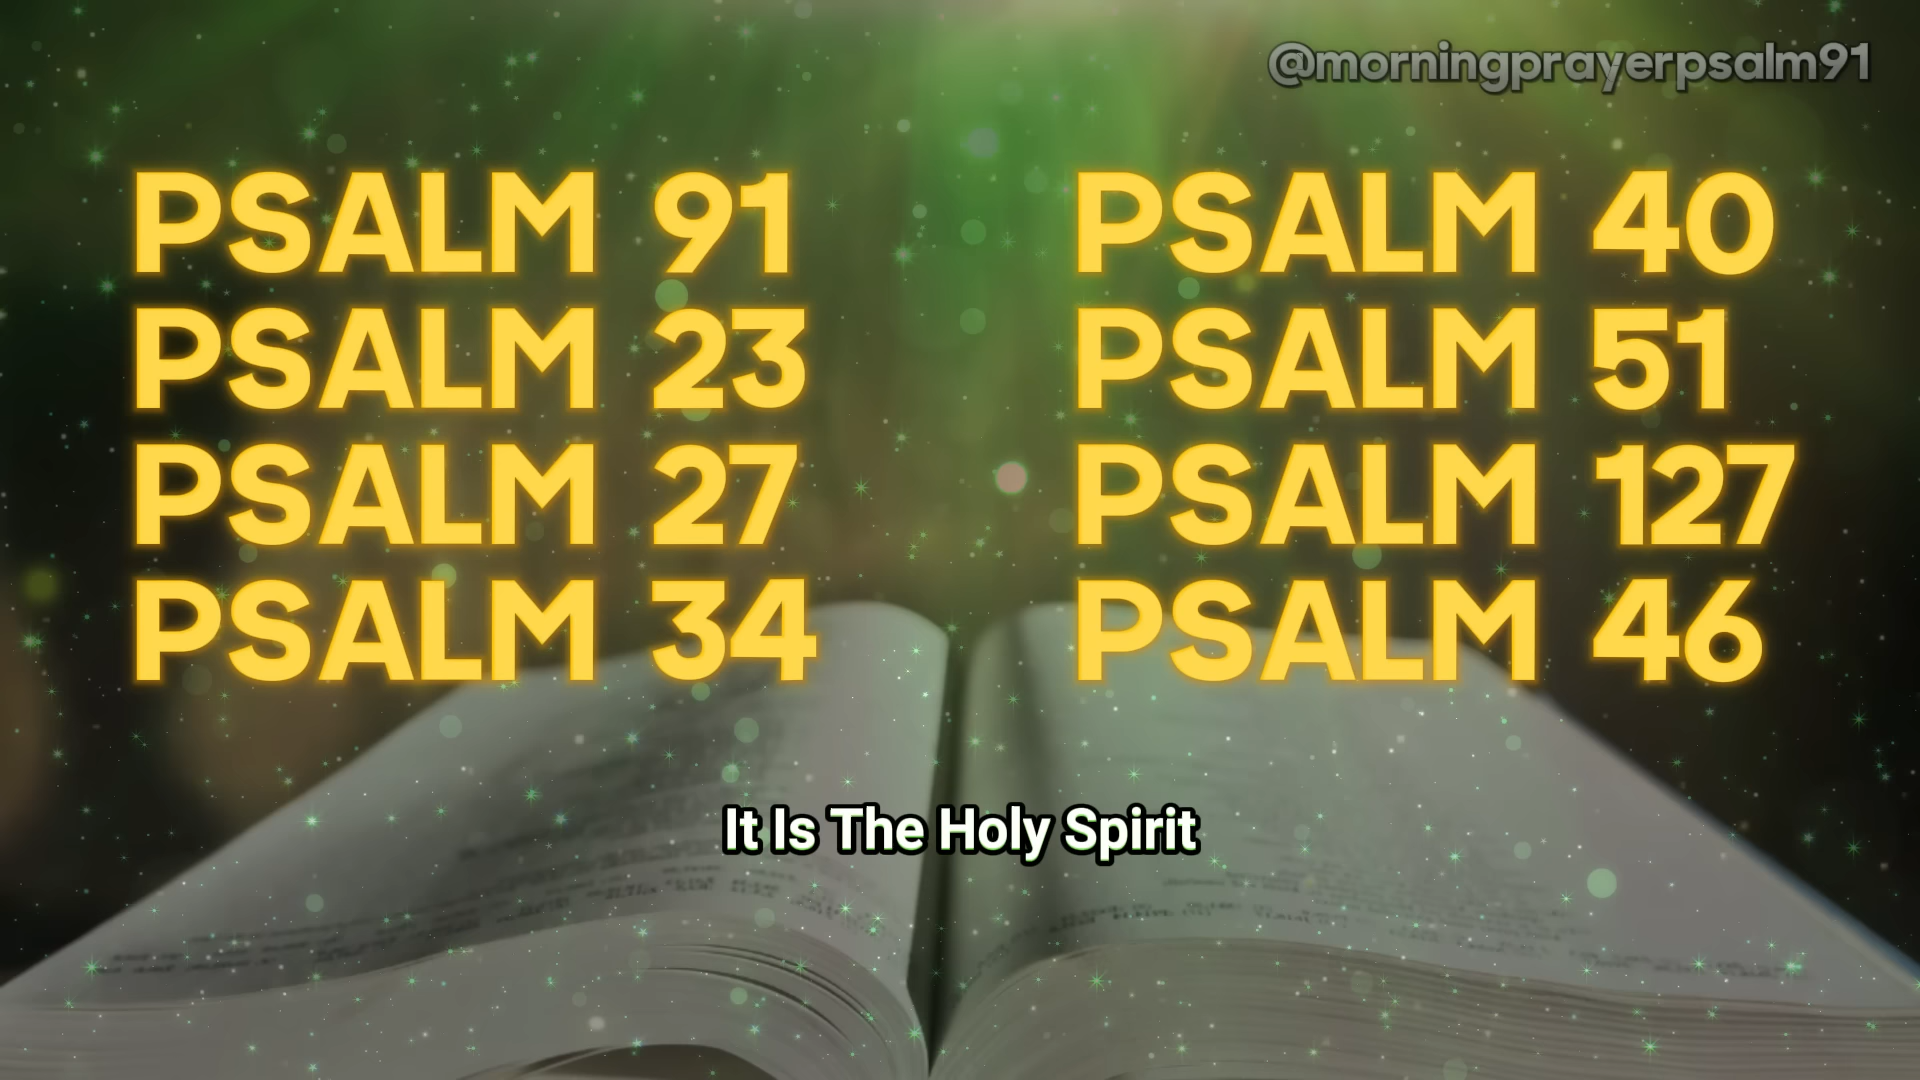 @morningprayerpsalm91
PSALM 91
PSALM 23
PSALM 27
PSALM 34
PSALM 40
PSALM 51
PSALM 127
PSALM 46
It Is The Holy Spirit